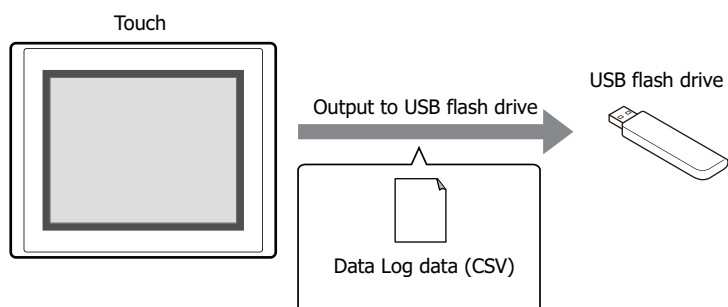 Touch
USB flash drive
Output to USB flash drive
Data Log data (CSV)